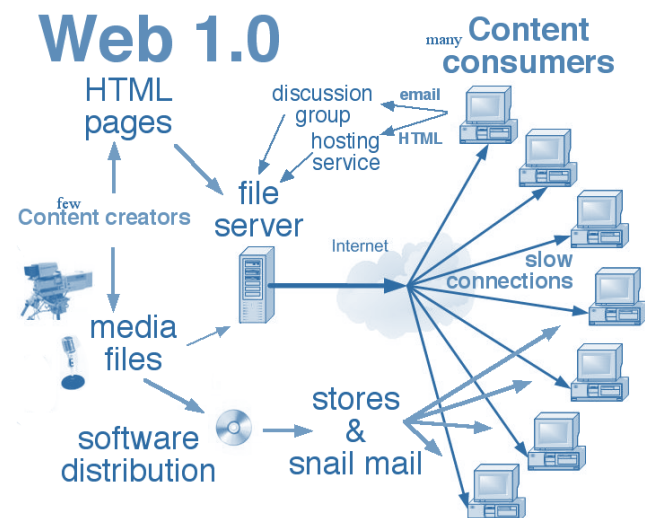 Web 1.0
many Content
consumers
HTML
pages
discussion
group
email
hosting
service
HTML
few
Content creators
file
server
Internet
slow
connections
media
files
stores
&
snail mail
software
distribution